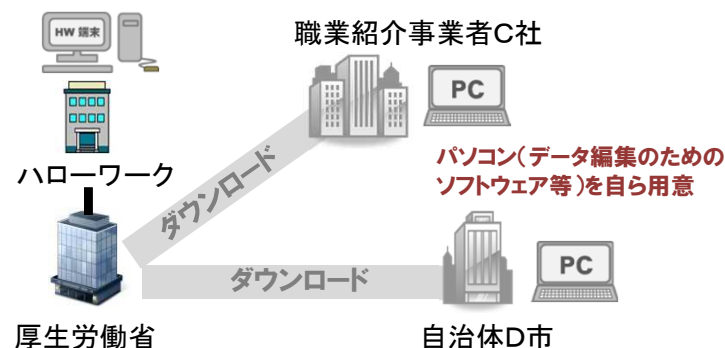 HW 端末
職業紹介事業者C社
PC
パソコン(データ編集のための
ソフトウェア等)を自ら用意
ハローワーク
ダウンロード
ダウンロード
PC
厚生労働省
自治体D市